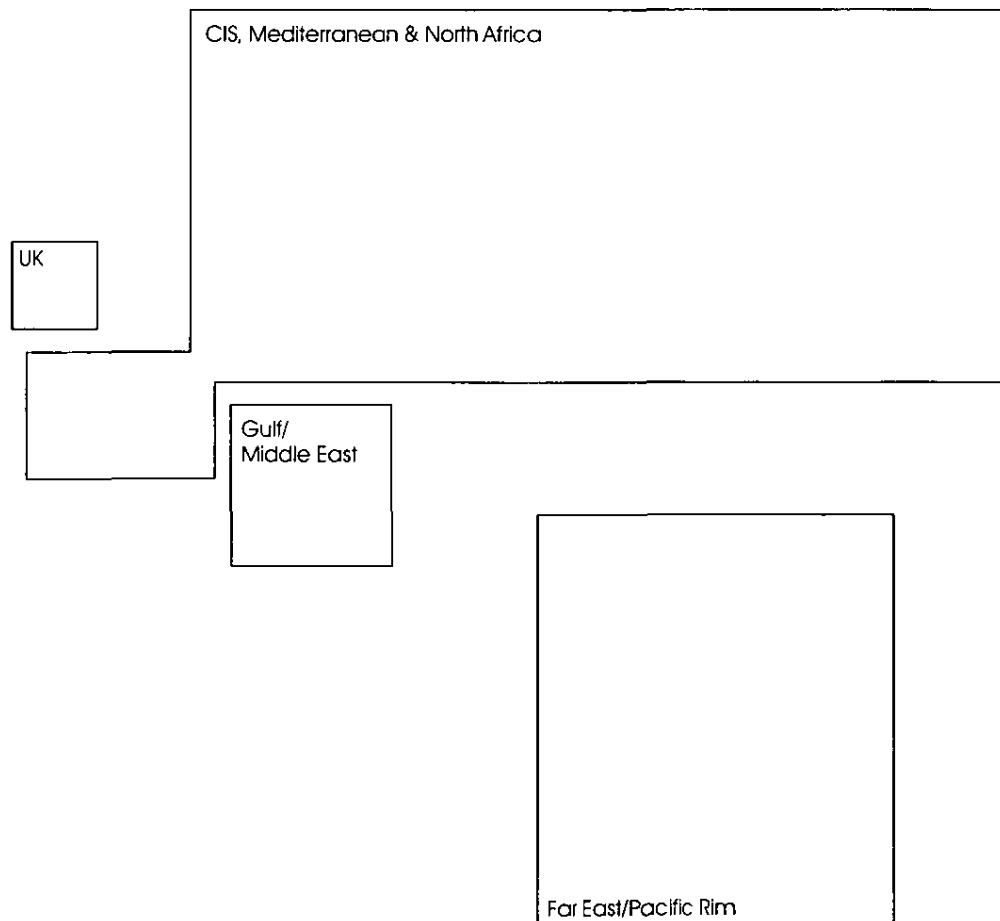 CIS, Mediterranean & North Africa
UK
Gulf/
Middle East
Far East/Pacific Rim